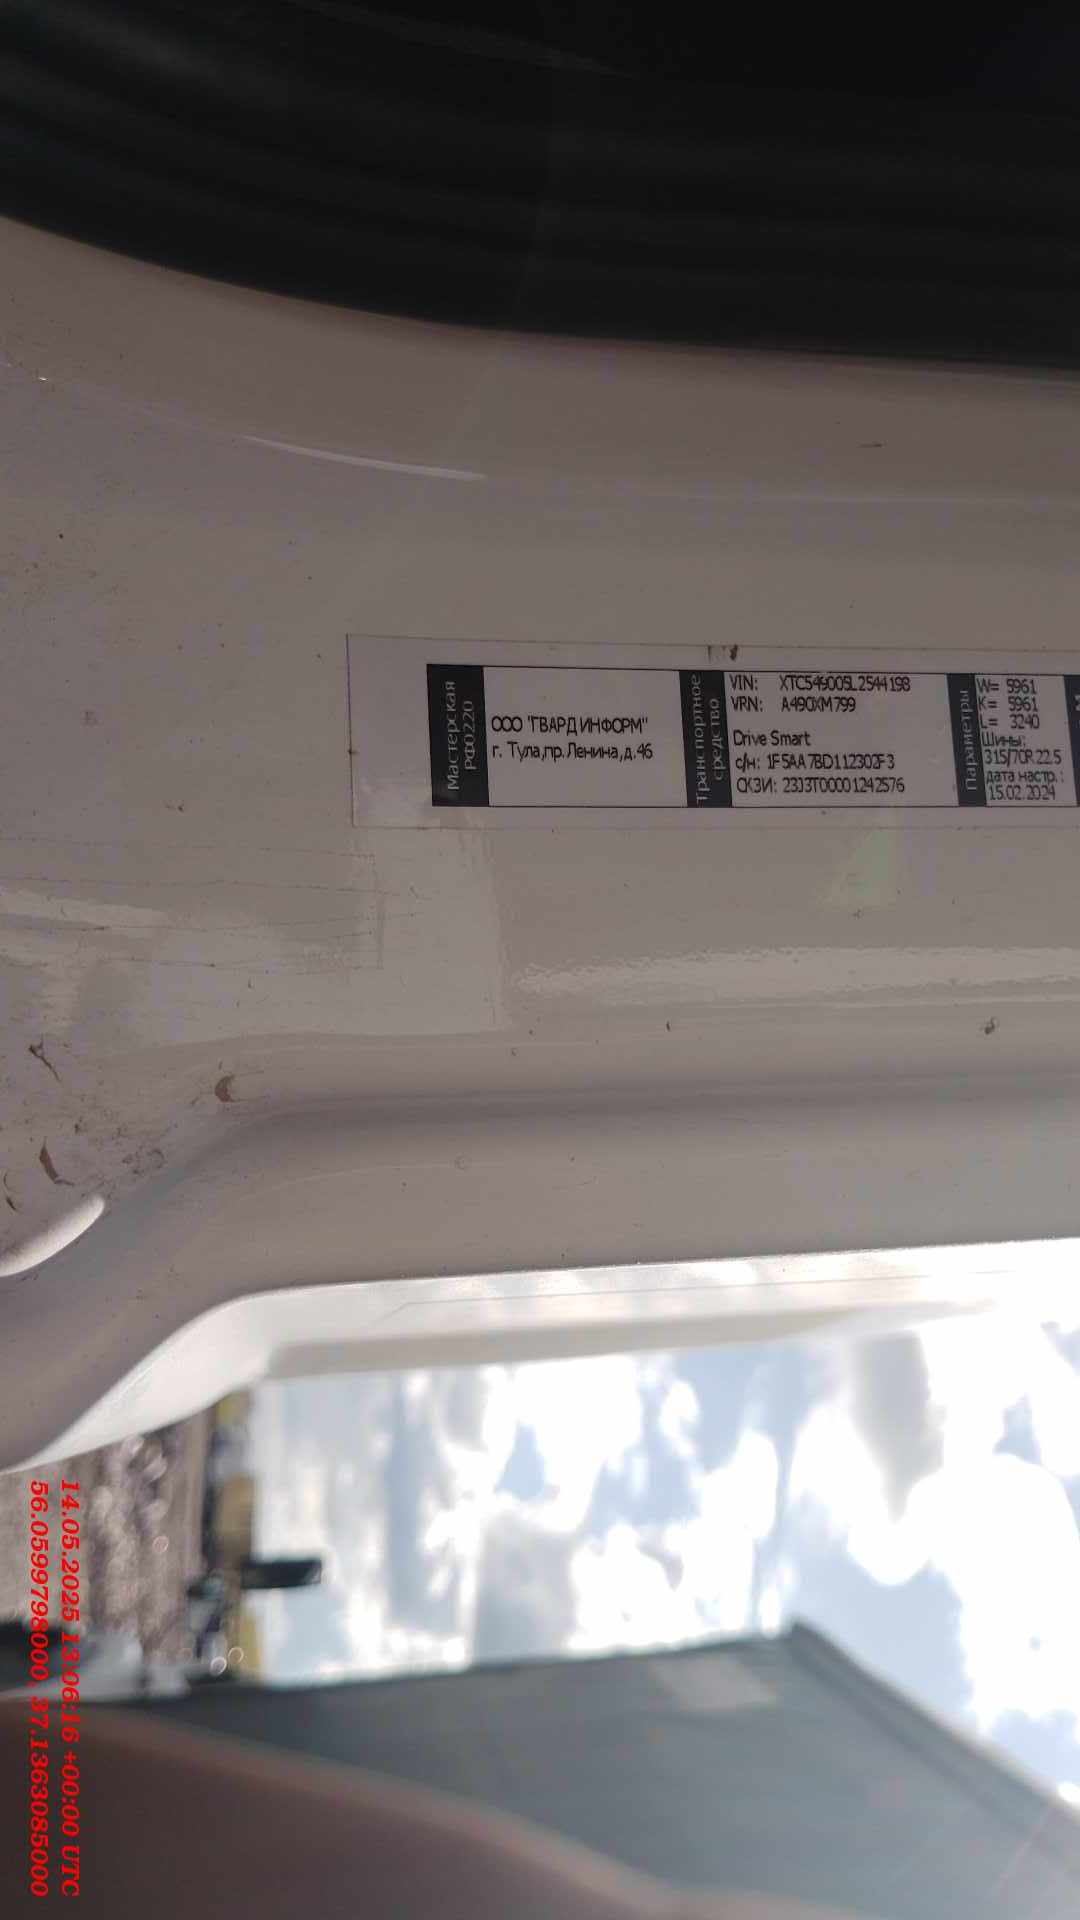 Мастерская
РФ0220
ООО "ГВАРД ИНФОРМ"
г. Тула,пр.Ленина,д.46
Транспортное
средство
VIN: XTC549005L2544198
VRN: A490XM799
Drive Smart
с/н: 1F5AA7BD112302F3
СКЗИ: 23J3T00001242576
Параметры
W= 5961
K= 5961
L= 3240
Шины:
315/70R22.5
дата настр.:
15.02.2024
14.05.2025 13:06:16 +00:00 UTC
56.0599798000, 37.1363085000